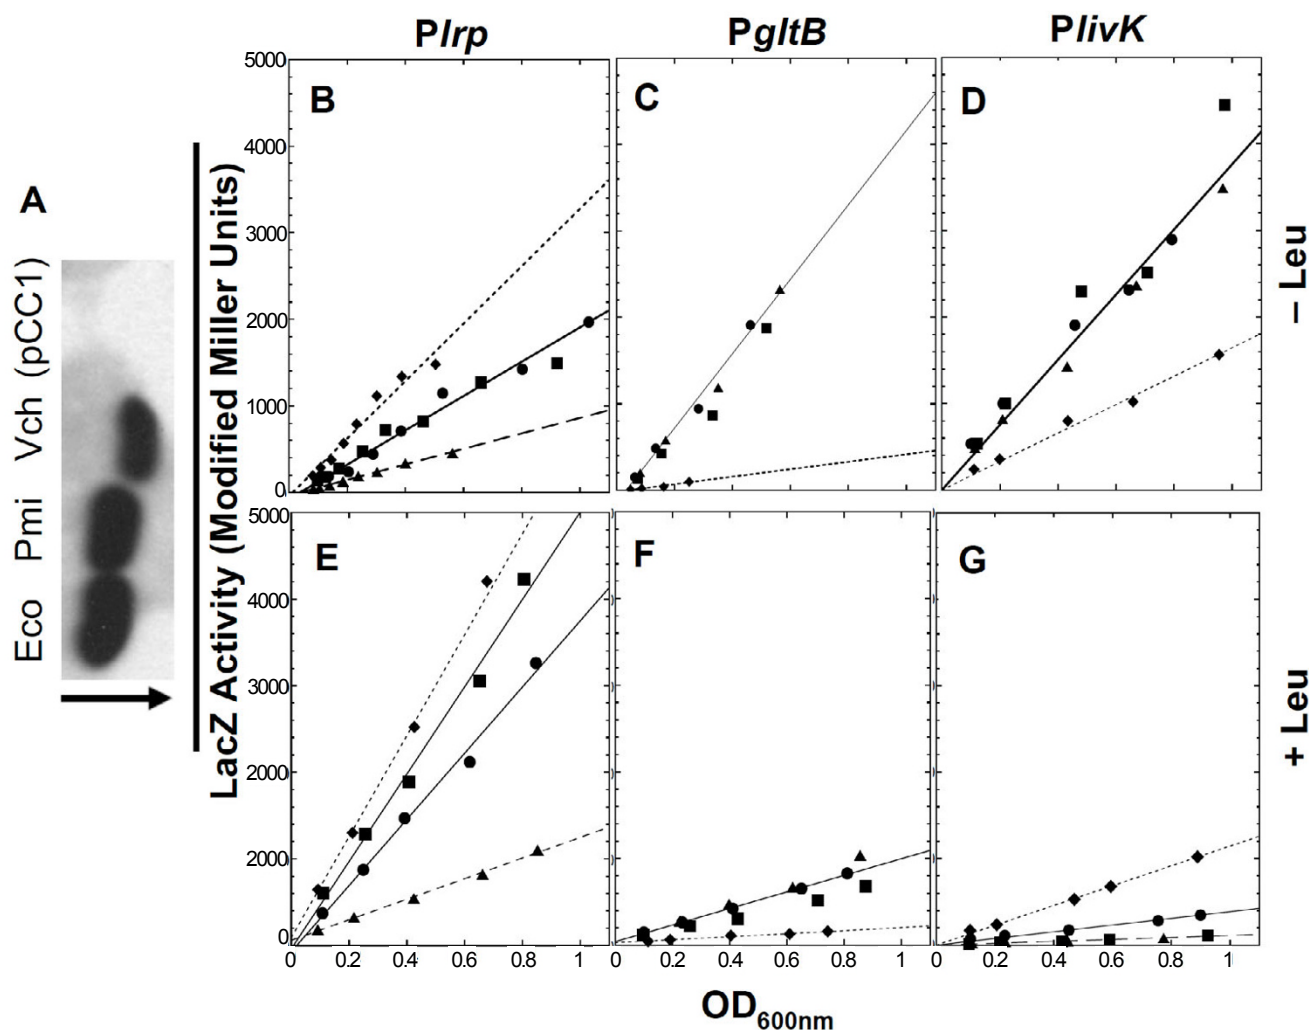 Plrp PgltB PlivK
5000
B C D
4000
3000
2000
1000
0
A
Eco Pmi Vch (pCC1)
LacZ Activity (Modified Miller Units)
− Leu
5000
E F G
4000
3000
2000
2000
0
+ Leu
0 0.2 0.4 0.6 0.8 1 0 0.2 0.4 0.6 0.8 1 0 0.2 0.4 0.6 0.8 1
OD600nm